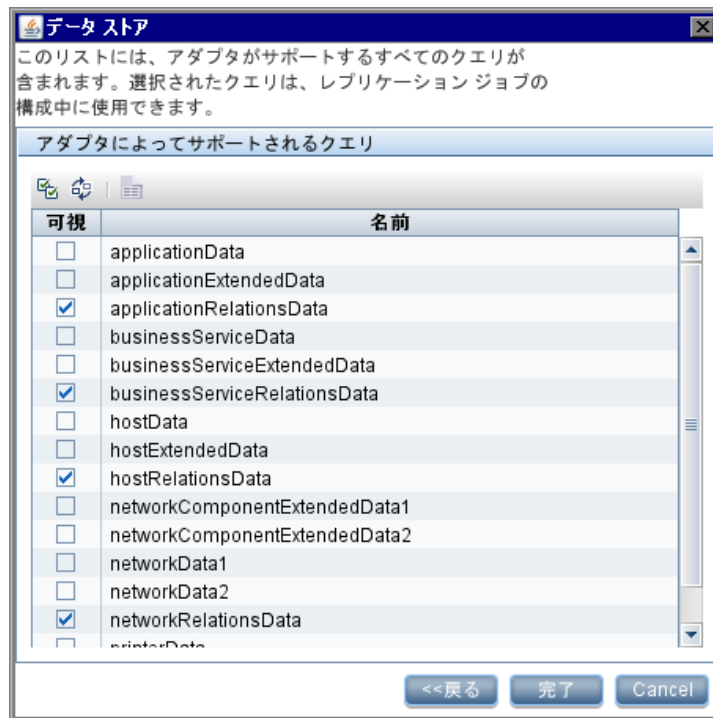 データ ストア
このリストには、アダプタがサポートするすべてのクエリが
含まれます。選択されたクエリは、レプリケーション ジョブの
構成中に使用できます。
アダプタによってサポートされるクエリ
可視 名前
applicationData
applicationExtendedData
applicationRelationsData
businessServiceData
businessServiceExtendedData
businessServiceRelationsData
hostData
hostExtendedData
hostRelationsData
networkComponentExtendedData1
networkComponentExtendedData2
networkData1
networkData2
networkRelationsData
printerData
<<戻る 完了 Cancel